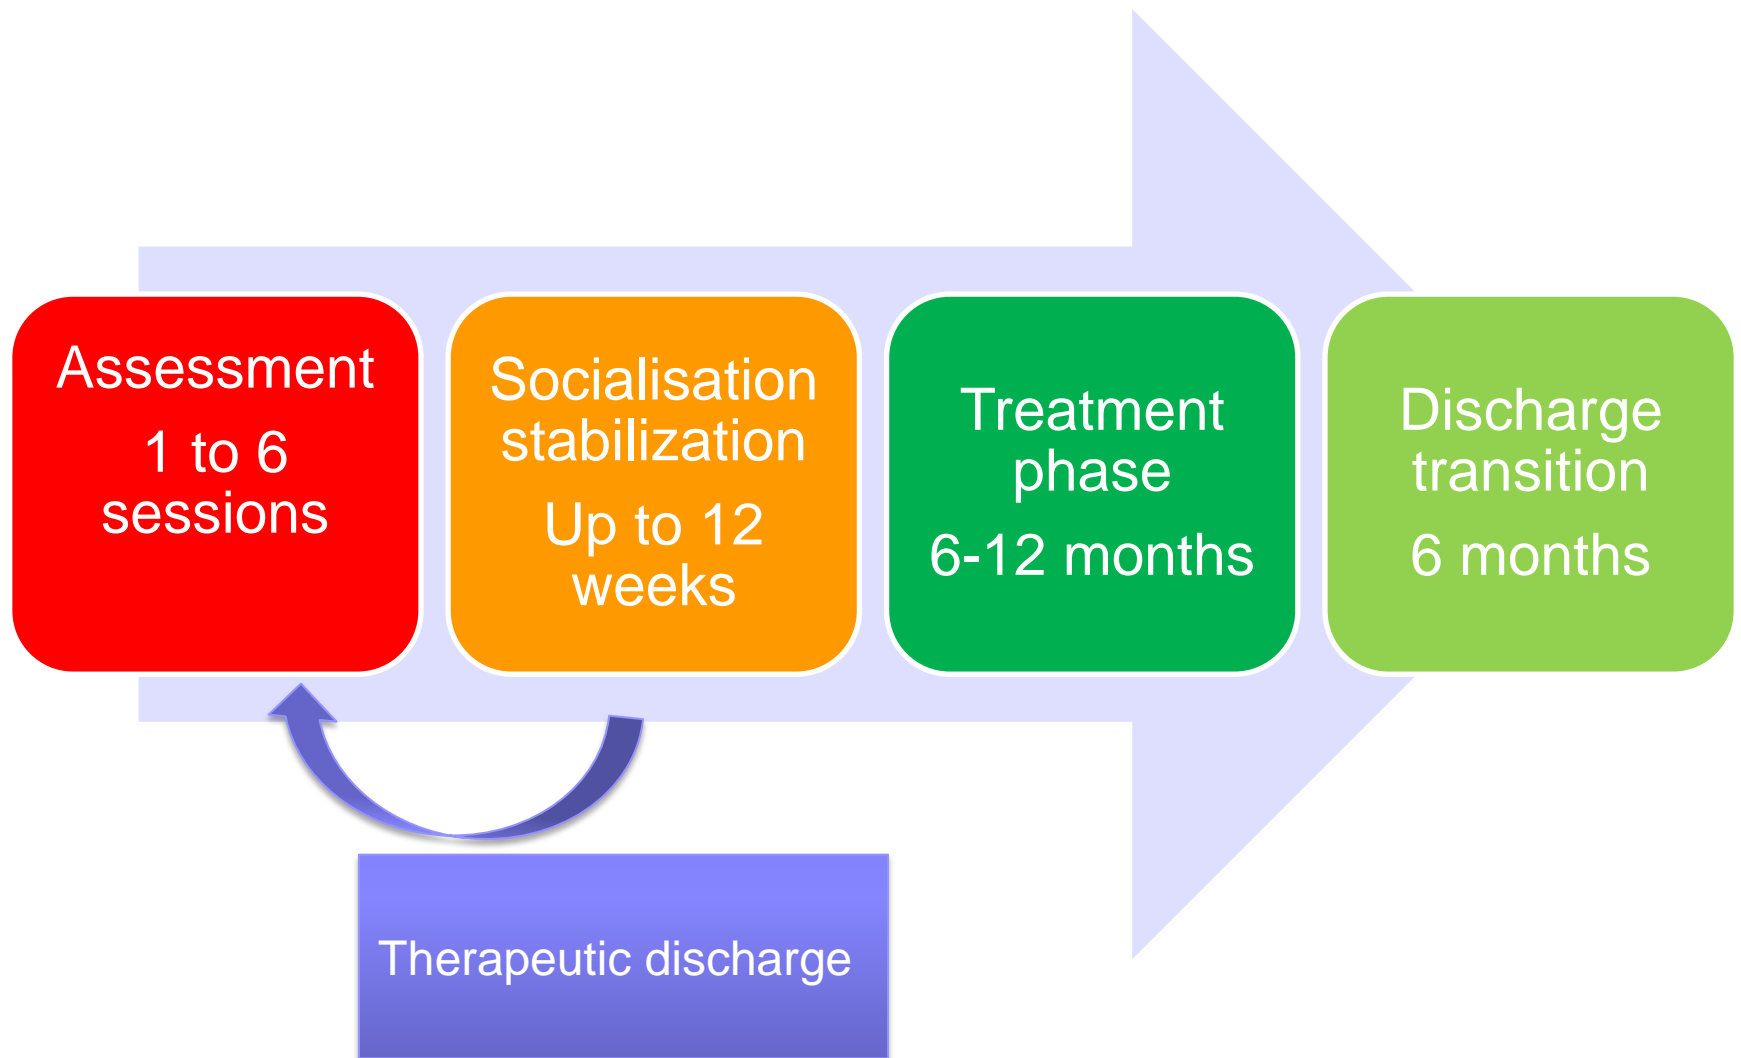 Assessment
1 to 6
sessions
Socialisation
stabilization
Up to 12
weeks
Treatment
phase
6-12 months
Discharge
transition
6 months
Therapeutic discharge